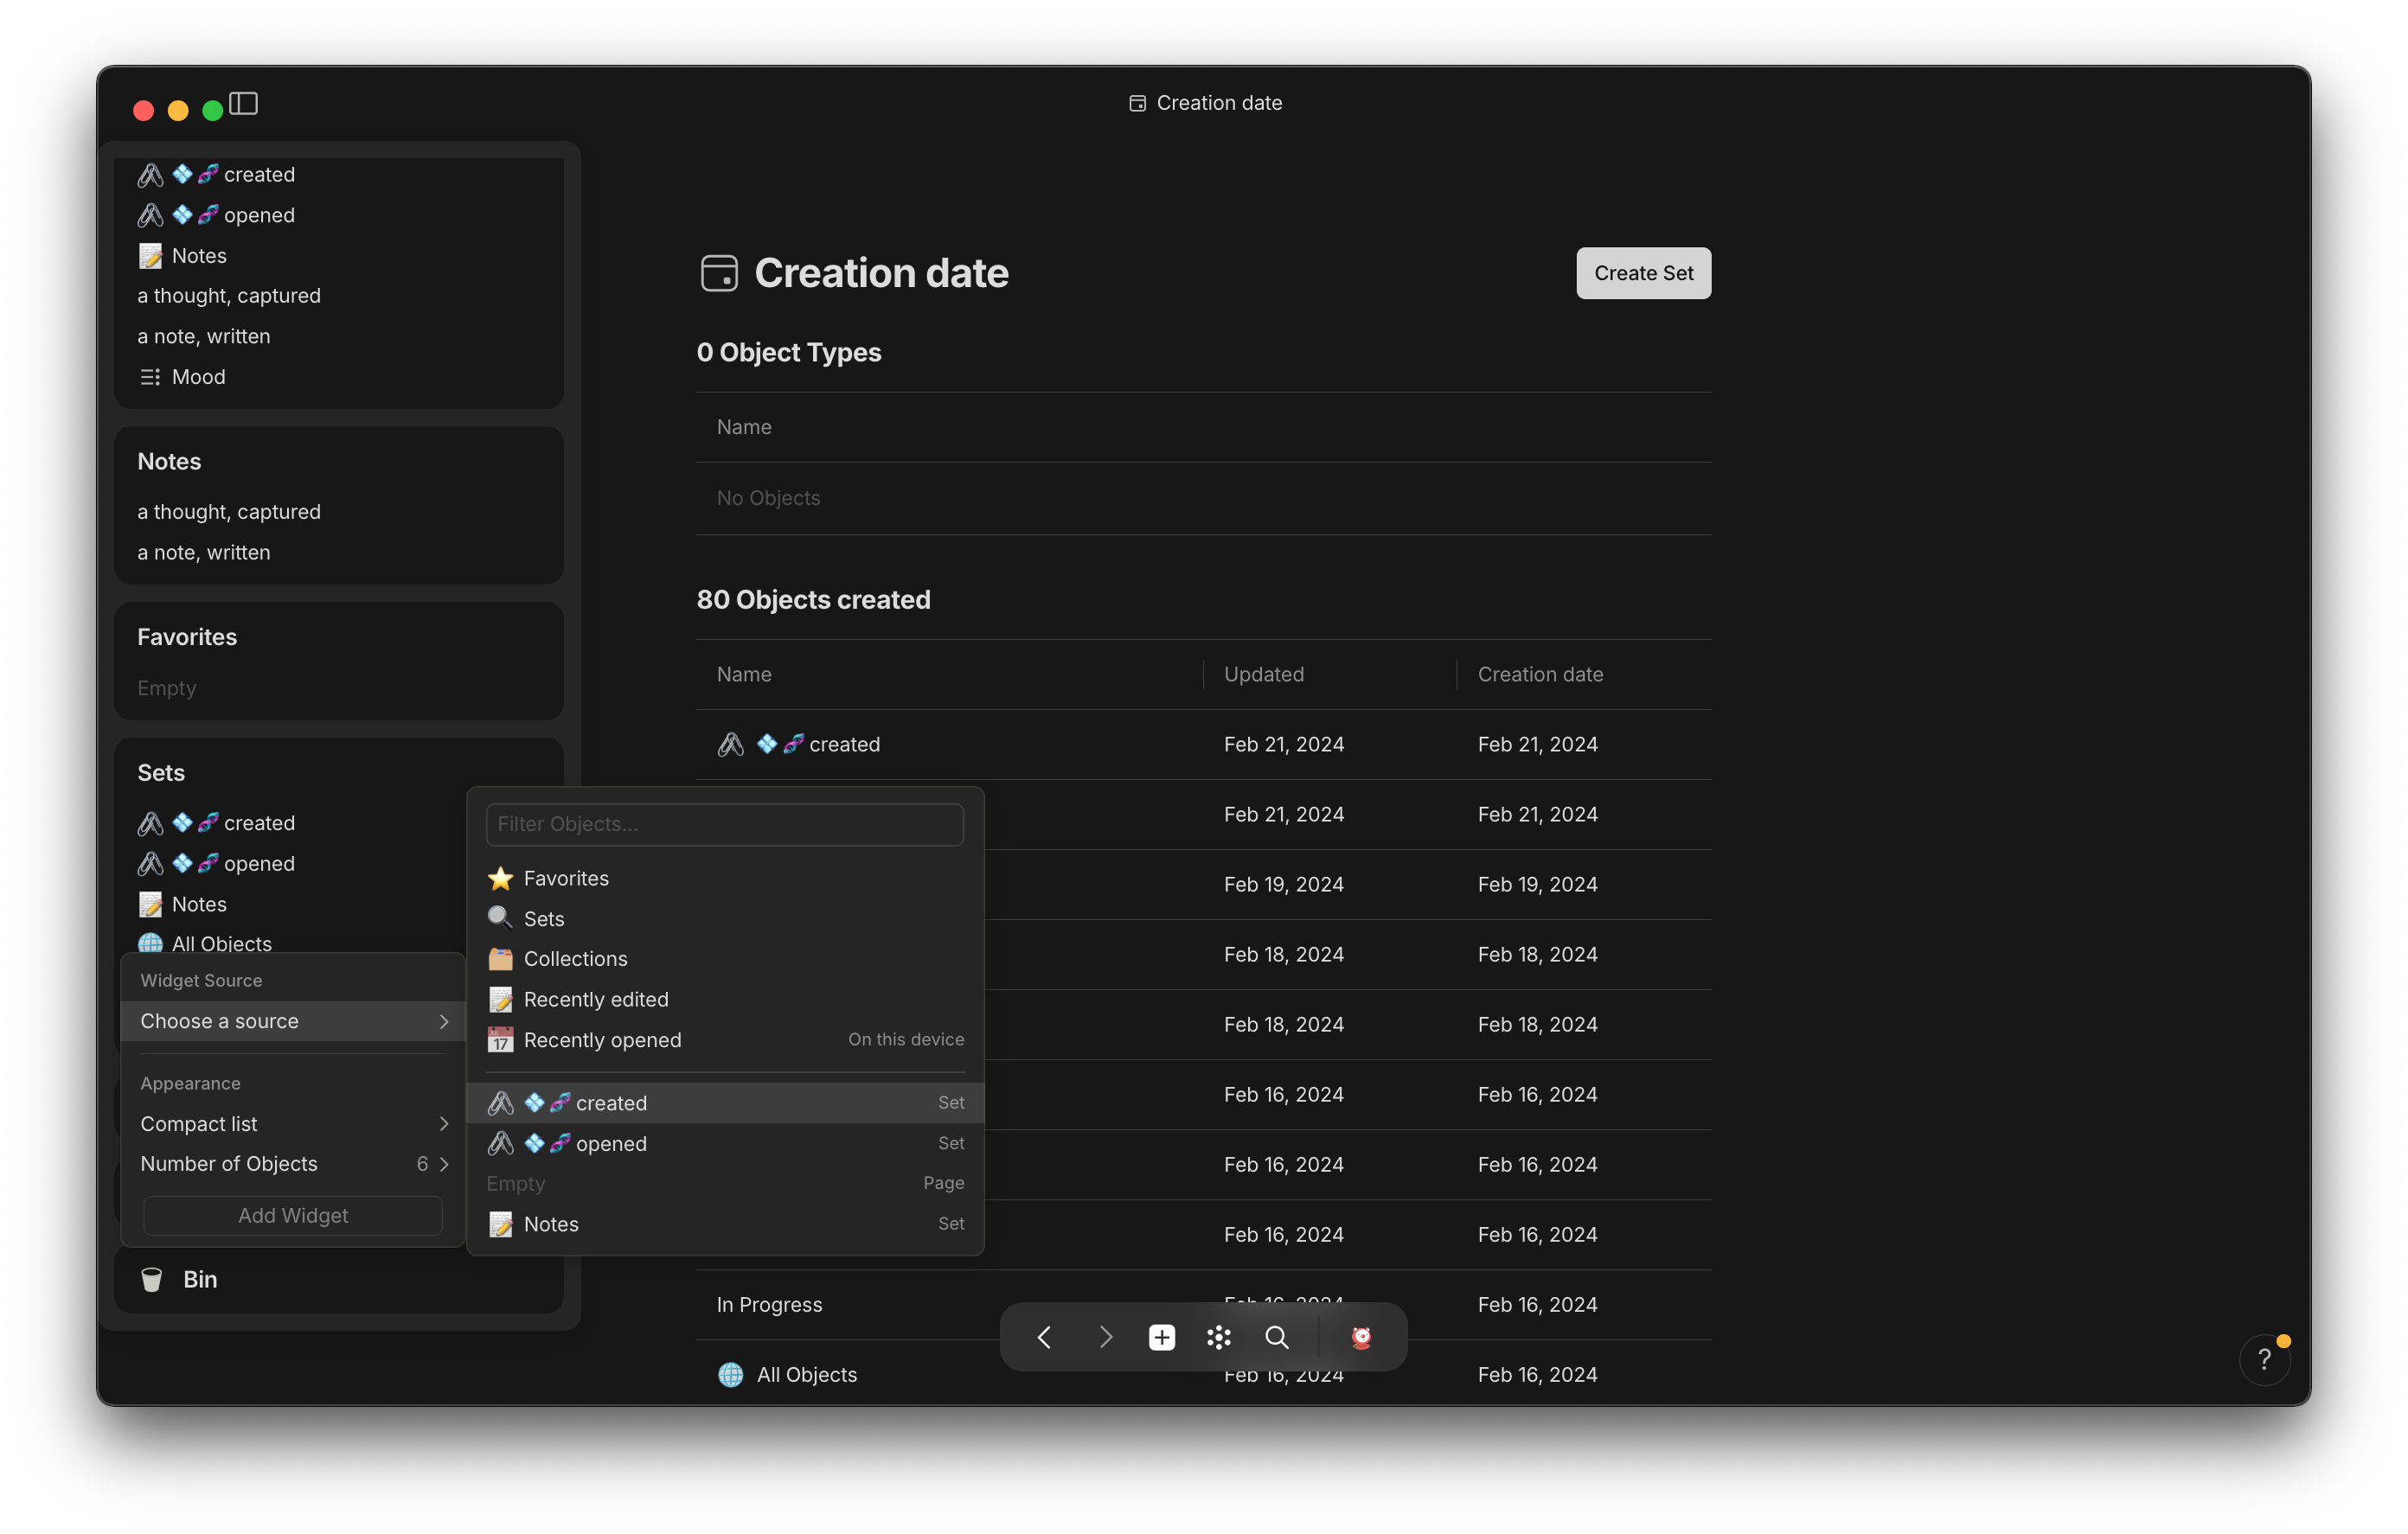 Creation date
created
opened
Notes
a thought, captured
a note, written
Mood
Notes
a thought, captured
a note, written
Favorites
Empty
Sets
created
opened
Notes
All Objects
Widget Source
Choose a source
Appearance
Compact list
Number of Objects 6
Add Widget
Bin
Filter Objects...
Favorites
Sets
Collections
Recently edited
17 Recently opened On this device
created Set
opened Set
Empty Page
Notes Set
Creation date Create Set
0 Object Types
Name
No Objects
80 Objects created
Name Updated Creation date
created Feb 21, 2024 Feb 21, 2024
Feb 21, 2024 Feb 21, 2024
Feb 19, 2024 Feb 19, 2024
Feb 18, 2024 Feb 18, 2024
Feb 18, 2024 Feb 18, 2024
Feb 16, 2024 Feb 16, 2024
Feb 16, 2024 Feb 16, 2024
Feb 16, 2024 Feb 16, 2024
In Progress Feb 16, 2024 Feb 16, 2024
All Objects Feb 16, 2024 Feb 16, 2024
?